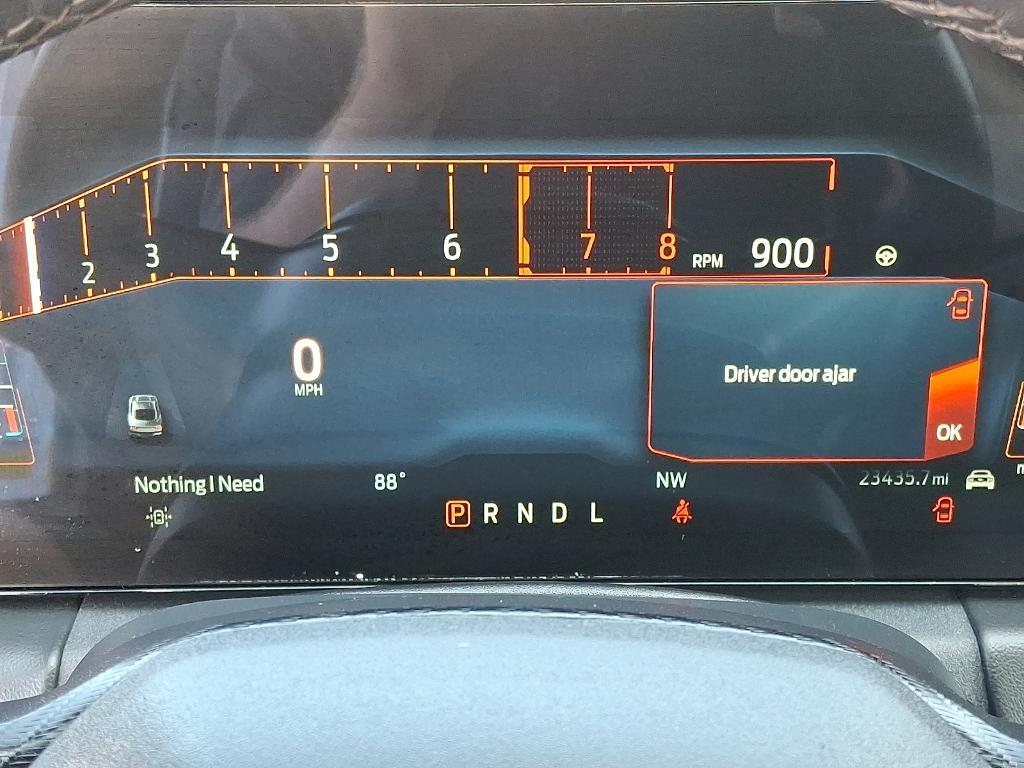 2 3 4 5 6 7 8 RPM 900
0
MPH
Driver door ajar
OK
Nothing I Need 88° NW 23435.7 mi
P R N D L